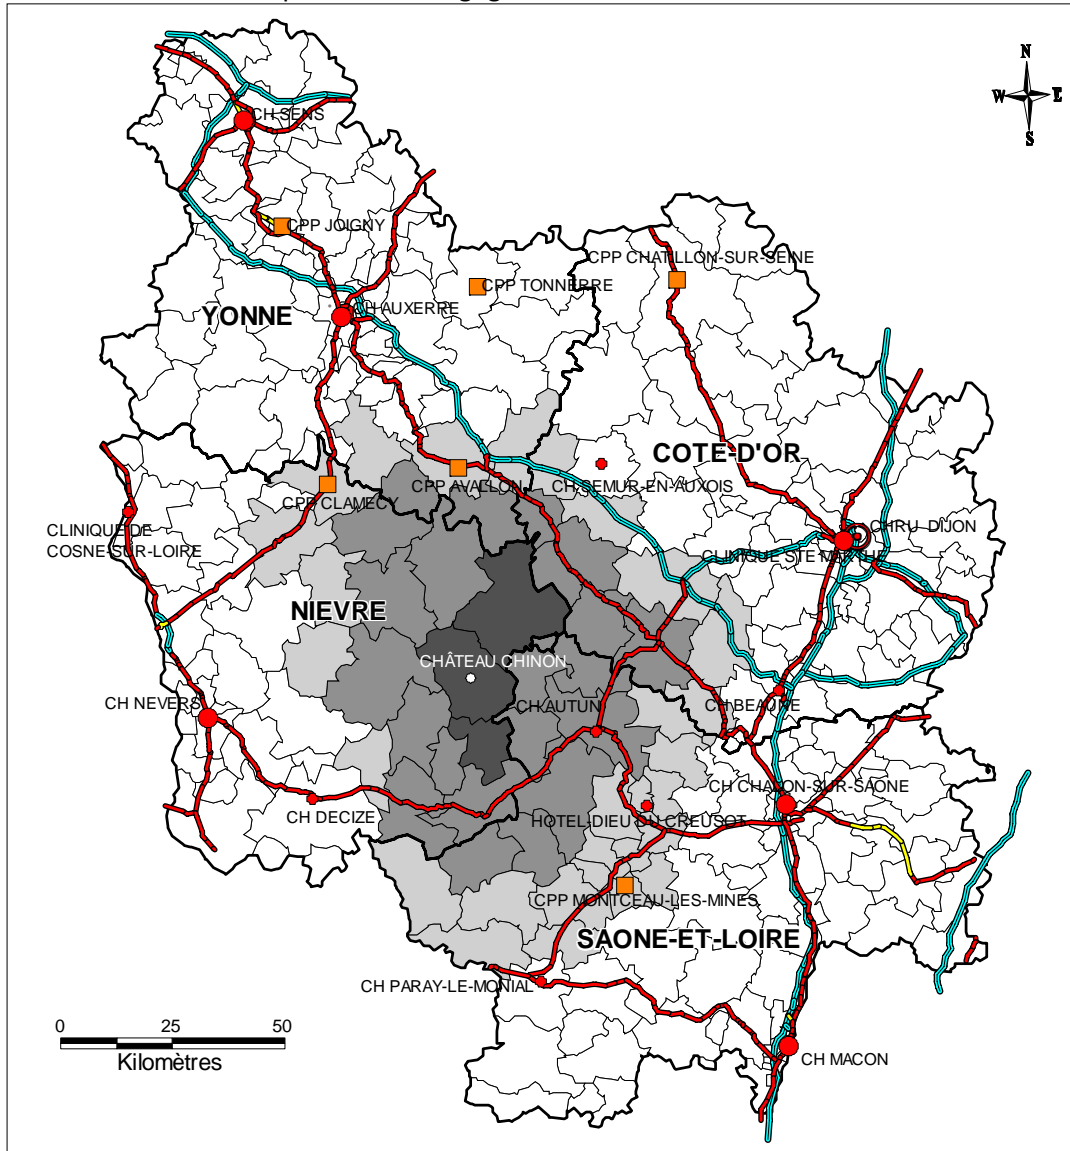 N
W E
S
CH SENS
CPP JOIGNY
CPP CHATILLON-SUR-SEINE
CPP TONNERRE
CH AUXERRE
YONNE
COTE-D'OR
CPP AVALLON
CH SEMUR-EN-AUXOIS
CPP CLAMECY
CLINIQUE DE
COSNE-SUR-LOIRE
CHRU DIJON
CLINIQUE STE MARTHE
NIEVRE
CHÂTEAU CHINON
CH NEVERS
CH AUTUN
CH BEAUNE
CH CHALON-SUR-SAONE
CH DECIZE
HOTEL-DIEU DU CREUSOT
CPP MONTCEAU-LES-MINES
SAONE-ET-LOIRE
CH PARAY-LE-MONIAL
0 25 50
Kilomètres
CH MACON